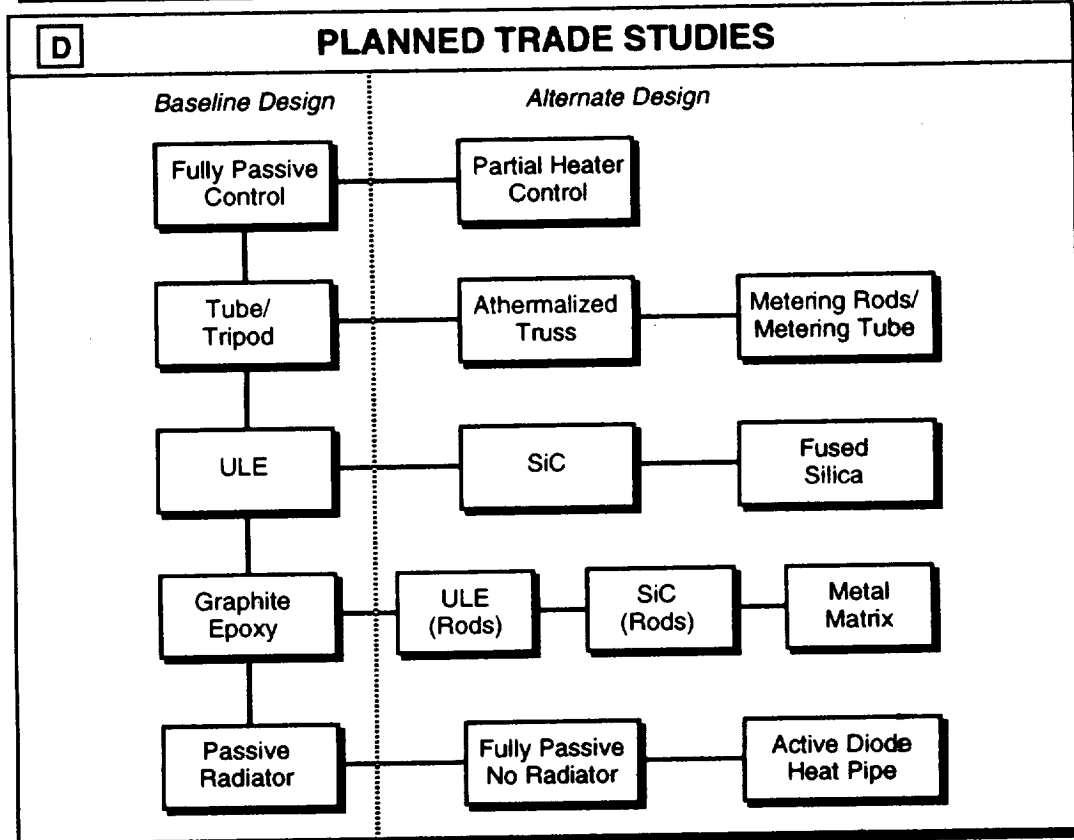 D
PLANNED TRADE STUDIES
Baseline Design
Alternate Design
Fully Passive
Control
Partial Heater
Control
Tube/
Tripod
Athermalized
Truss
Metering Rods/
Metering Tube
ULE
SiC
Fused
Silica
Graphite
Epoxy
ULE
(Rods)
SiC
(Rods)
Metal
Matrix
Passive
Radiator
Fully Passive
No Radiator
Active Diode
Heat Pipe